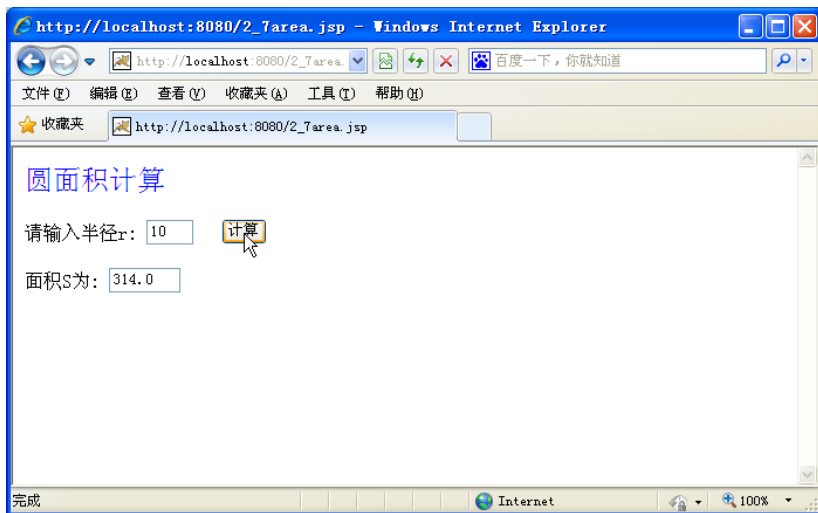 http://localhost:8080/2_7area.jsp - Windows Internet Explorer
http://localhost:8080/2_7area. 百度一下，你就知道
文件(F) 编辑(E) 查看(V) 收藏夹(A) 工具(T) 帮助(H)
收藏夹 http://localhost:8080/2_7area.jsp
圆面积计算
请输入半径r: 10 计算
面积S为: 314.0
完成 Internet 100%